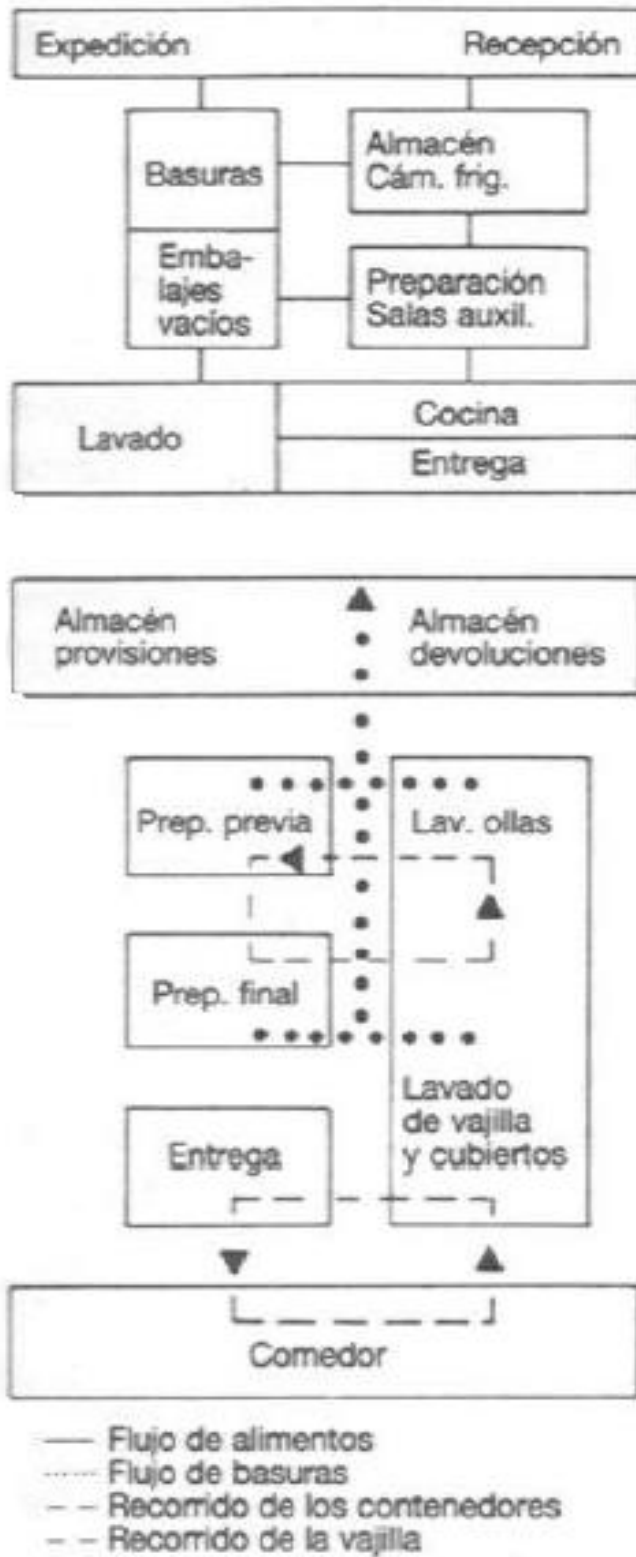 Expedición Recepción
Basuras
Almacén
Cám. frig.
Emba-
lajes
vacíos
Preparación
Salas auxil.
Lavado
Cocina
Entrega
Almacén
provisiones
Almacén
devoluciones
Prep. previa
Lav. ollas
Prep. final
Lavado
de vajilla
y cubiertos
Entrega
Comedor
Flujo de alimentos
Flujo de basuras
Recorrido de los contenedores
Recorrido de la vajilla